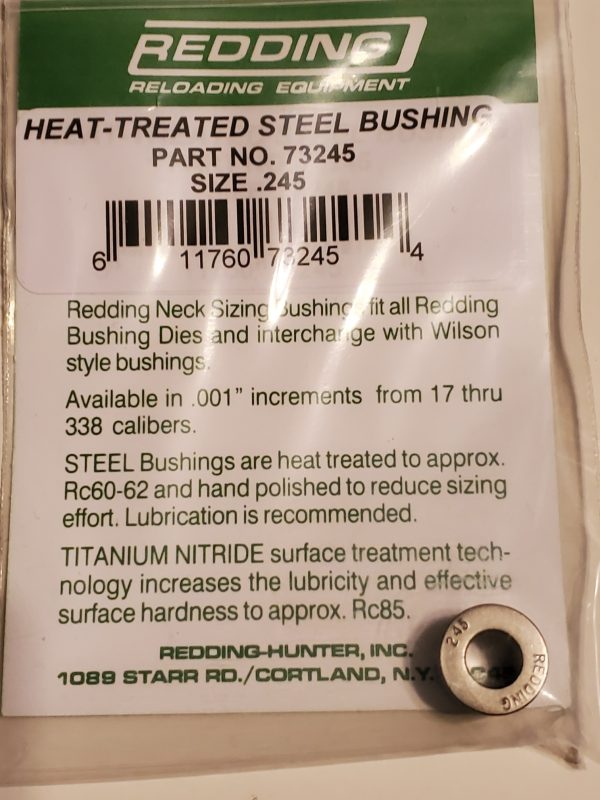 REDDING
RELOADING EQUIPMENT
HEAT-TREATED STEEL BUSHING
PART NO. 73245
SIZE .245
6 11760 73245 4
Redding Neck Sizing Bushings fit all Redding
Bushing Dies and interchange with Wilson
style bushings.
Available in .001" increments from 17 thru
338 calibers.
STEEL Bushings are heat treated to approx.
Rc60-62 and hand polished to reduce sizing
effort. Lubrication is recommended.
TITANIUM NITRIDE surface treatment tech-
nology increases the lubricity and effective
surface hardness to approx. Rc85.
REDDING-HUNTER, INC.
1089 STARR RD./CORTLAND, N.Y.
245
REDDING